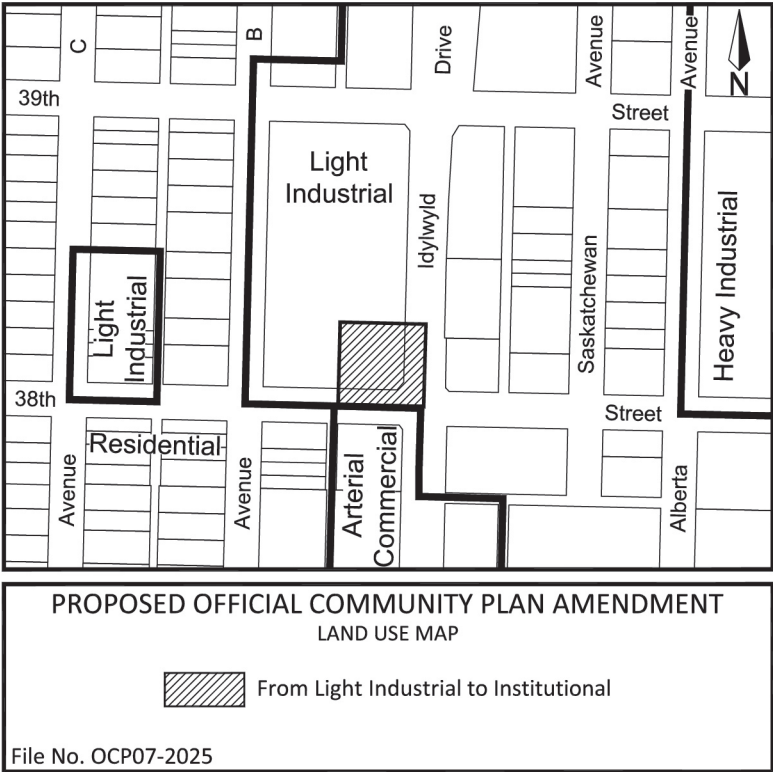 C
B
Drive
Avenue
Avenue
N
39th
Street
Light
Industrial
Idylwyld
Saskatchewan
Heavy Industrial
Light
Industrial
38th
Street
Residential
Avenue
Avenue
Arterial
Commercial
Alberta
PROPOSED OFFICIAL COMMUNITY PLAN AMENDMENT
LAND USE MAP
From Light Industrial to Institutional
File No. OCP07-2025